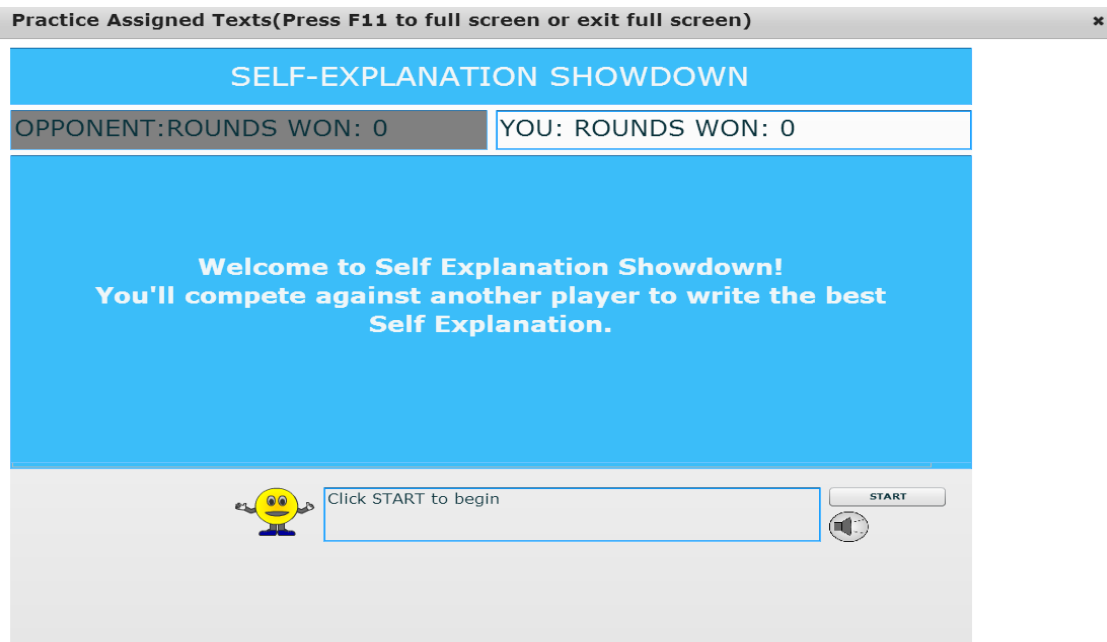 Practice Assigned Texts(Press F11 to full screen or exit full screen)
SELF-EXPLANATION SHOWDOWN
OPPONENT:ROUNDS WON: 0
YOU: ROUNDS WON: 0
Welcome to Self Explanation Showdown!
You'll compete against another player to write the best
Self Explanation.
Click START to begin
START